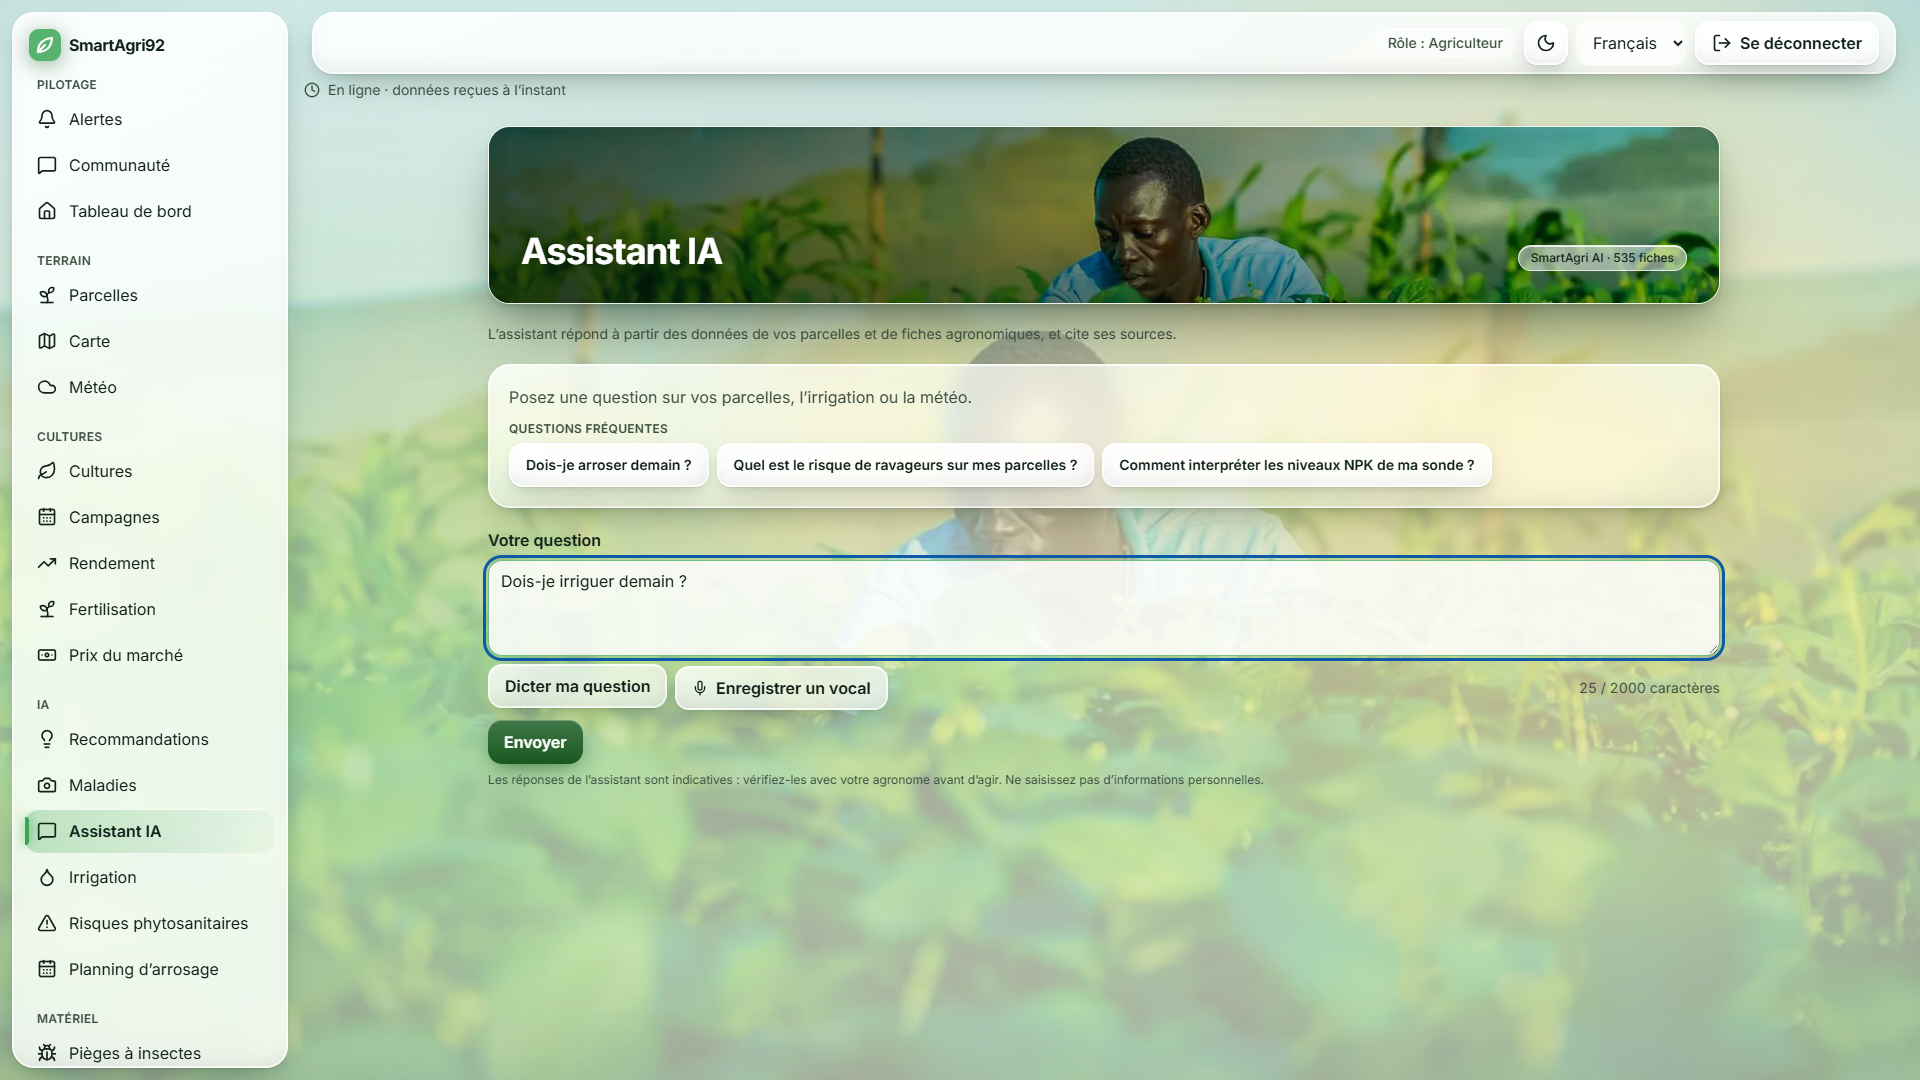 SmartAgri92
PILOTAGE
Alertes
Communauté
Tableau de bord
TERRAIN
Parcelles
Carte
Météo
CULTURES
Cultures
Campagnes
Rendement
Fertilisation
Prix du marché
IA
Recommandations
Maladies
Assistant IA
Irrigation
Risques phytosanitaires
Planning d’arrosage
MATÉRIEL
Pièges à insectes
Rôle : Agriculteur
Français
Se déconnecter
En ligne · données reçues à l’instant
Assistant IA
SmartAgri AI · 535 fiches
L’assistant répond à partir des données de vos parcelles et de fiches agronomiques, et cite ses sources.
Posez une question sur vos parcelles, l’irrigation ou la météo.
QUESTIONS FRÉQUENTES
Dois-je arroser demain ?
Quel est le risque de ravageurs sur mes parcelles ?
Comment interpréter les niveaux NPK de ma sonde ?
Votre question
Dois-je irriguer demain ?
Dicter ma question
Enregistrer un vocal
25 / 2000 caractères
Envoyer
Les réponses de l’assistant sont indicatives : vérifiez-les avec votre agronome avant d’agir. Ne saisissez pas d’informations personnelles.